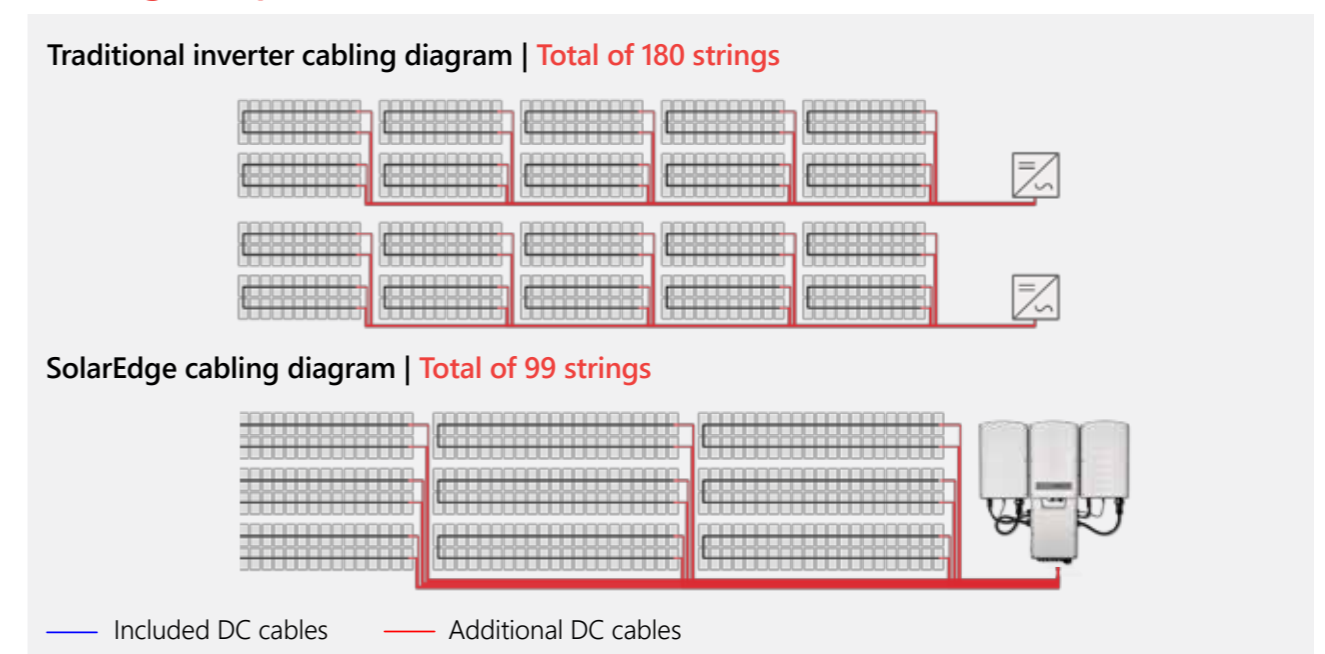 Traditional inverter cabling diagram | Total of 180 strings
SolarEdge cabling diagram | Total of 99 strings
Included DC cables
Additional DC cables